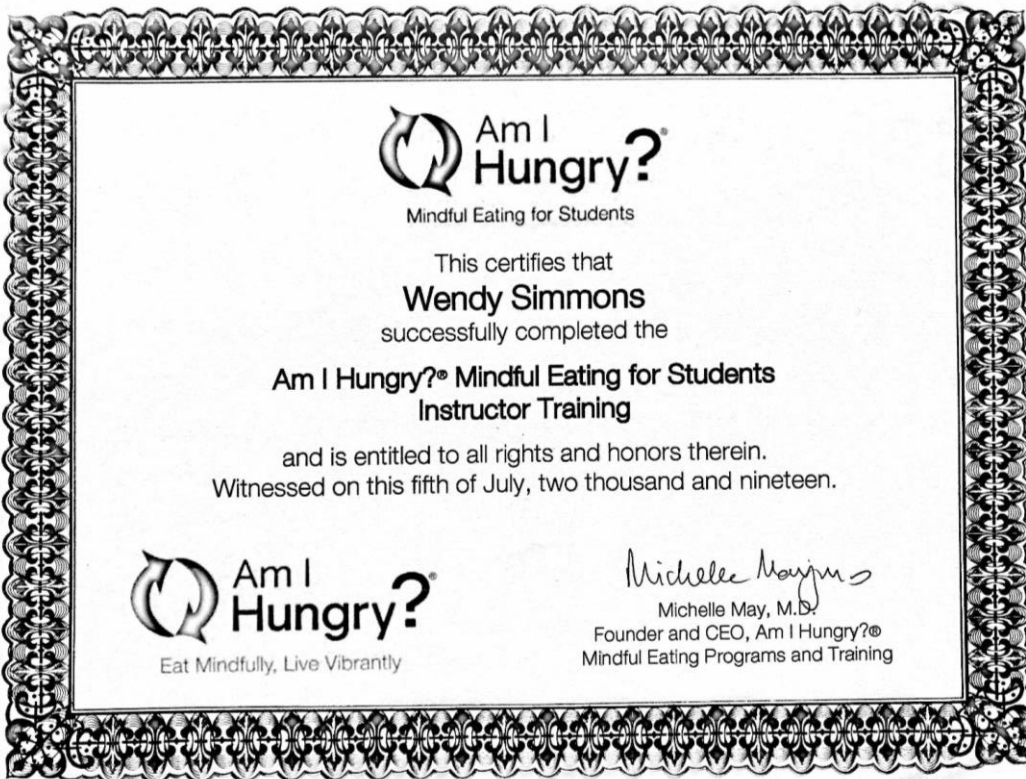 Am I
Hungry?®
Mindful Eating for Students
This certifies that
Wendy Simmons
successfully completed the
Am I Hungry?® Mindful Eating for Students
Instructor Training
and is entitled to all rights and honors therein.
Witnessed on this fifth of July, two thousand and nineteen.
Am I
Hungry?®
Eat Mindfully, Live Vibrantly
Michelle May, M.D.
Founder and CEO, Am I Hungry?®
Mindful Eating Programs and Training